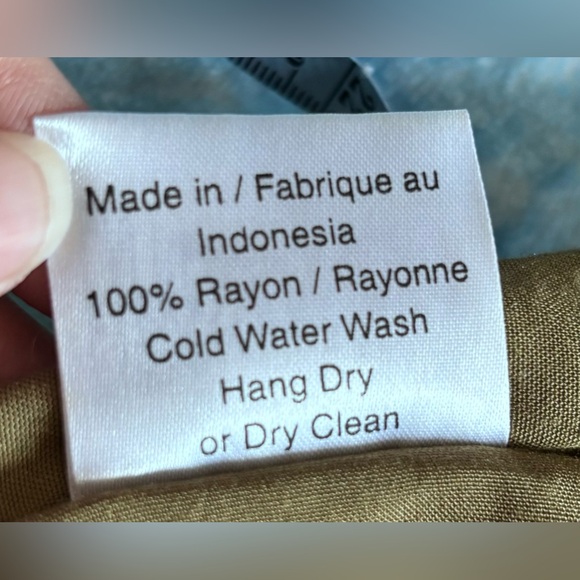 Made in / Fabrique au
Indonesia
100% Rayon / Rayonne
Cold Water Wash
Hang Dry
or Dry Clean